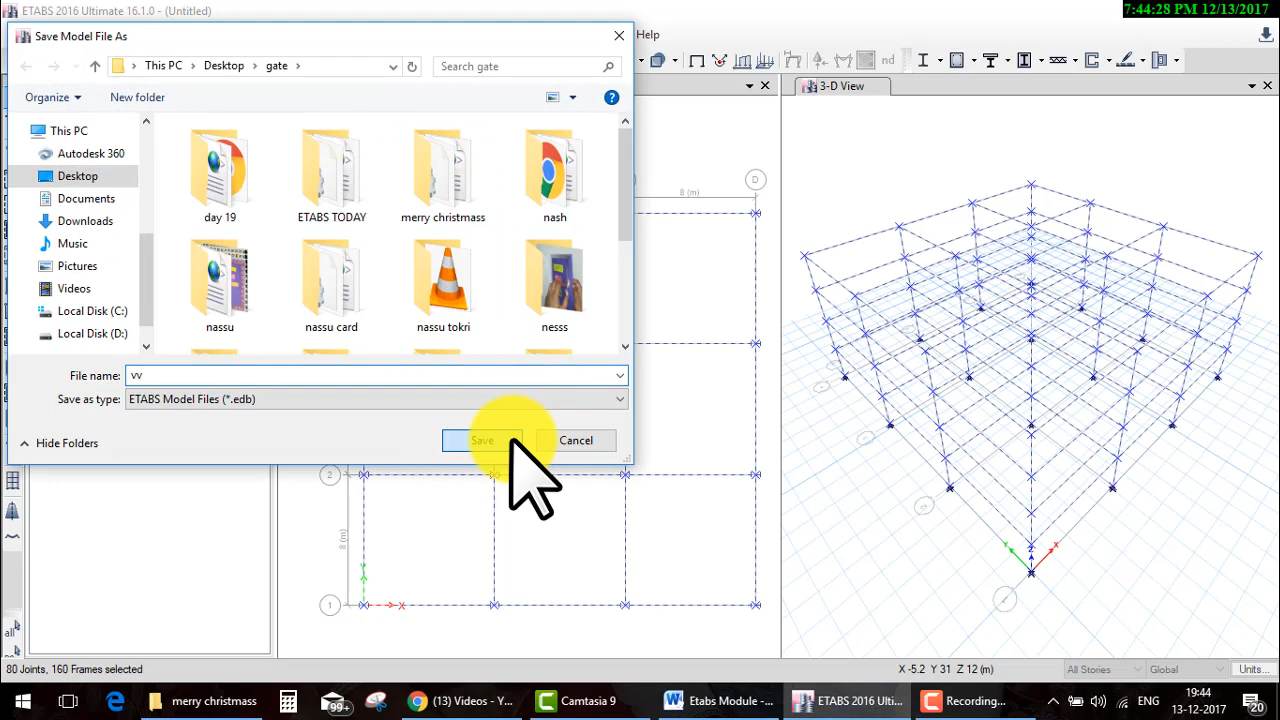 ETABS 2016 Ultimate 16.1.0 - (Untitled)
7:44:28 PM 12/13/2017
Save Model File As
Help
This PC > Desktop > gate >
Search gate
nd
Organize
New folder
3-D View
This PC
Autodesk 360
Desktop
Documents
Downloads
Music
Pictures
Videos
Local Disk (C:)
Local Disk (D:)
day 19
ETABS TODAY
merry christmass
nash
nassu
nassu card
nassu tokri
nesss
8 (m)
D
File name: vv
Save as type: ETABS Model Files (*.edb)
Hide Folders
Save
Cancel
2
8 (m)
Y
1
X
Y
Z
X
all
80 Joints, 160 Frames selected
X -5.2 Y 31 Z 12 (m)
All Stories
Global
Units...
merry christmass
99+
(13) Videos - Y...
Camtasia 9
Etabs Module -...
ETABS 2016 Ulti...
Recording...
ENG
19:44
13-12-2017
20